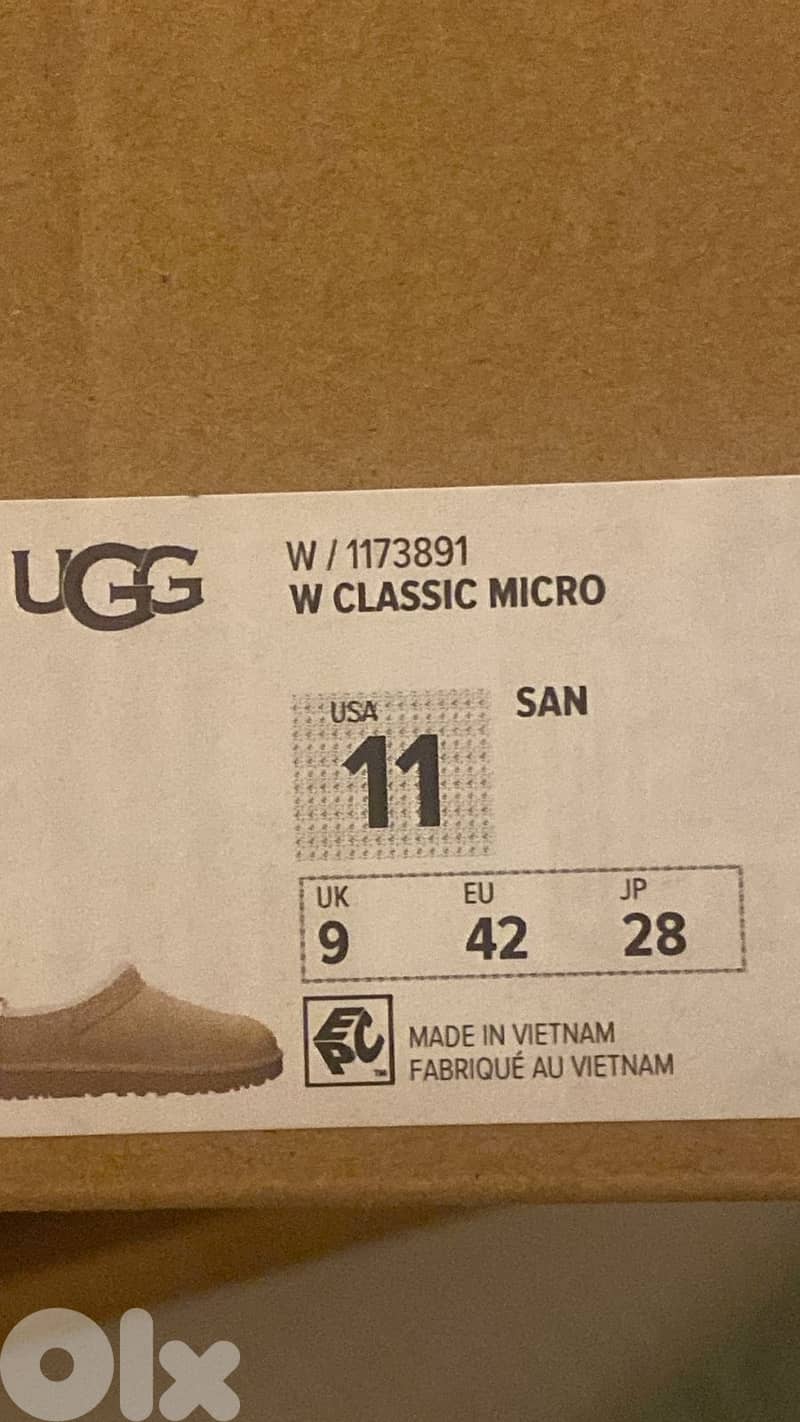 UGG
W / 1173891
W CLASSIC MICRO
USA
11
SAN
UK EU JP
9 42 28
EPC™
MADE IN VIETNAM
FABRIQUÉ AU VIETNAM
Olx